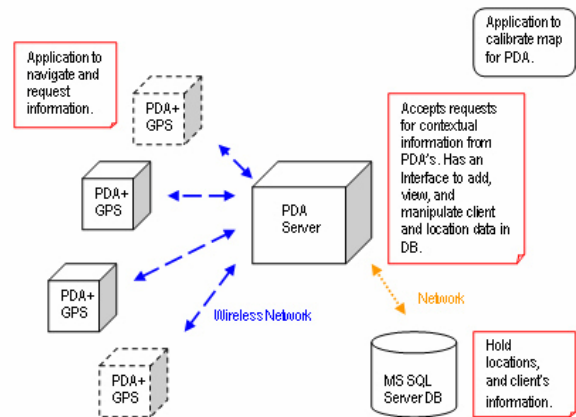 Application to
calibrate map
for PDA.
Application to
navigate and
request
information.
PDA+
GPS
Accepts requests
for contextual
information from
PDA's. Has an
Interface to add,
view, and
manipulate client
and location data in
DB.
PDA+
GPS
PDA
Server
PDA+
GPS
Wireless Network
Network
PDA+
GPS
MS SQL
Server DB
Hold
locations,
and client's
information.